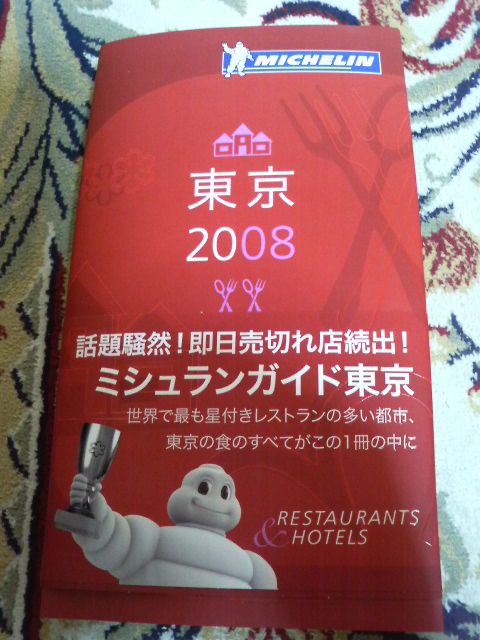 MICHELIN
東京
2008
話題騒然!即日売切れ店続出!
ミシュランガイド東京
世界で最も星付きレストランの多い都市、
東京の食のすべてがこの1冊の中に
RESTAURANTS
& HOTELS